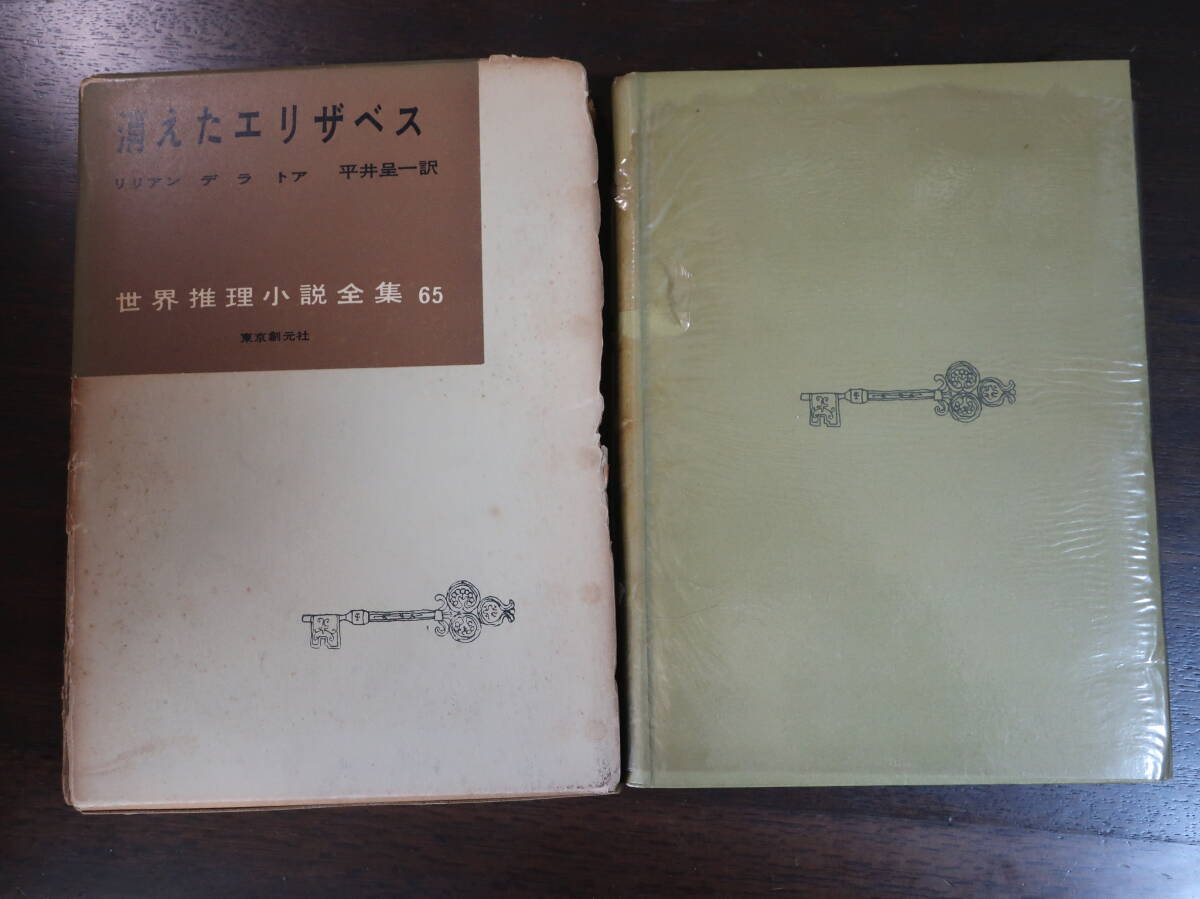 消えたエリザベス
リリアン デ ラ トア 平井呈一訳
世界推理小説全集 65
東京創元社